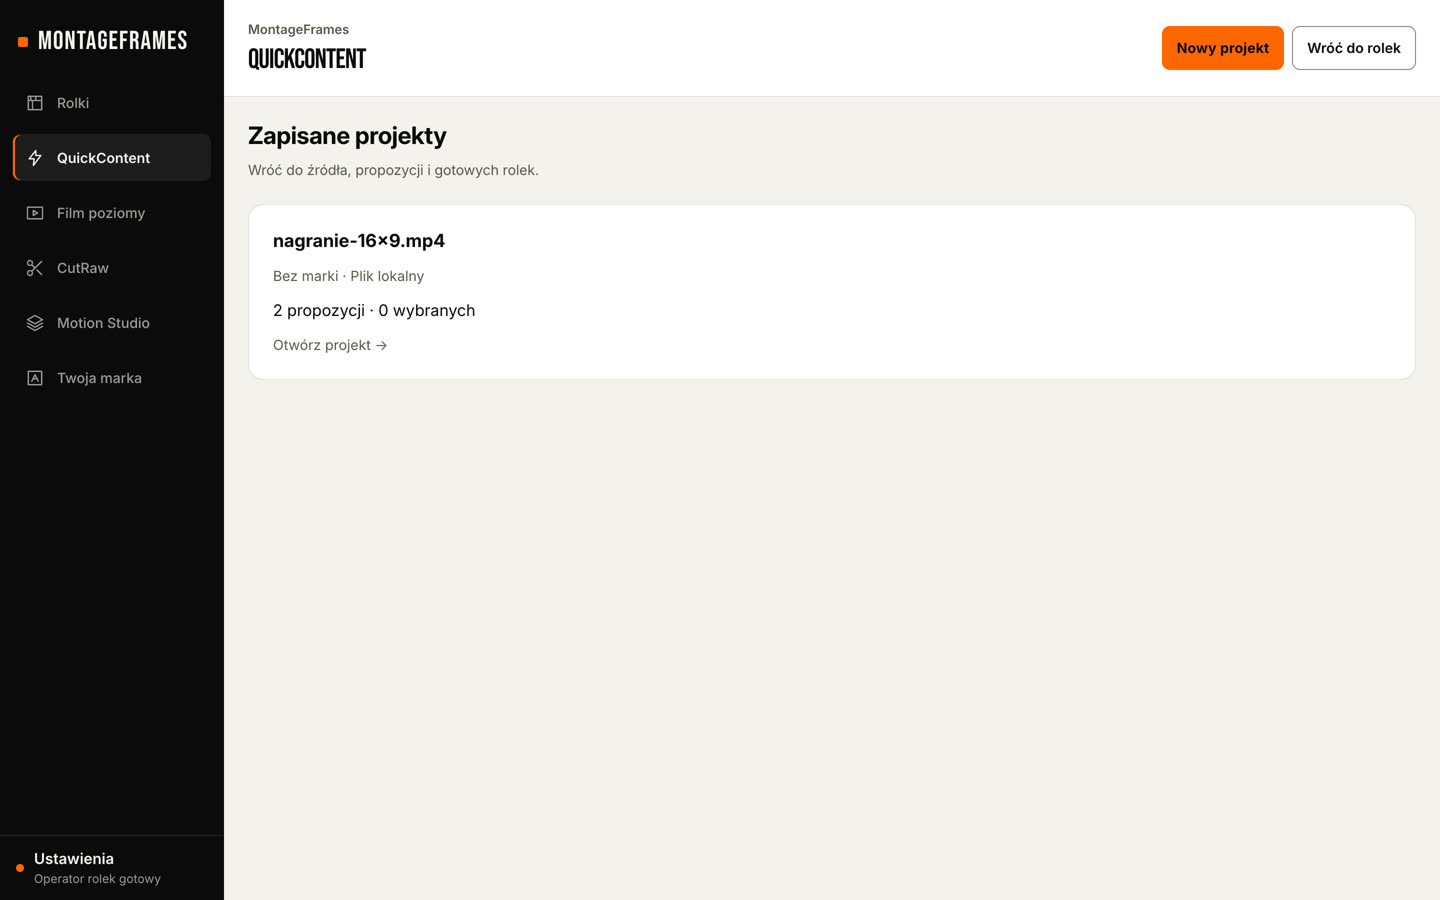 MONTAGEFRAMES
Rolki
QuickContent
Film poziomy
CutRaw
Motion Studio
Twoja marka
Ustawienia
Operator rolek gotowy
MontageFrames
QUICKCONTENT
Nowy projekt
Wróć do rolek
Zapisane projekty
Wróć do źródła, propozycji i gotowych rolek.
nagranie-16×9.mp4
Bez marki · Plik lokalny
2 propozycji · 0 wybranych
Otwórz projekt →